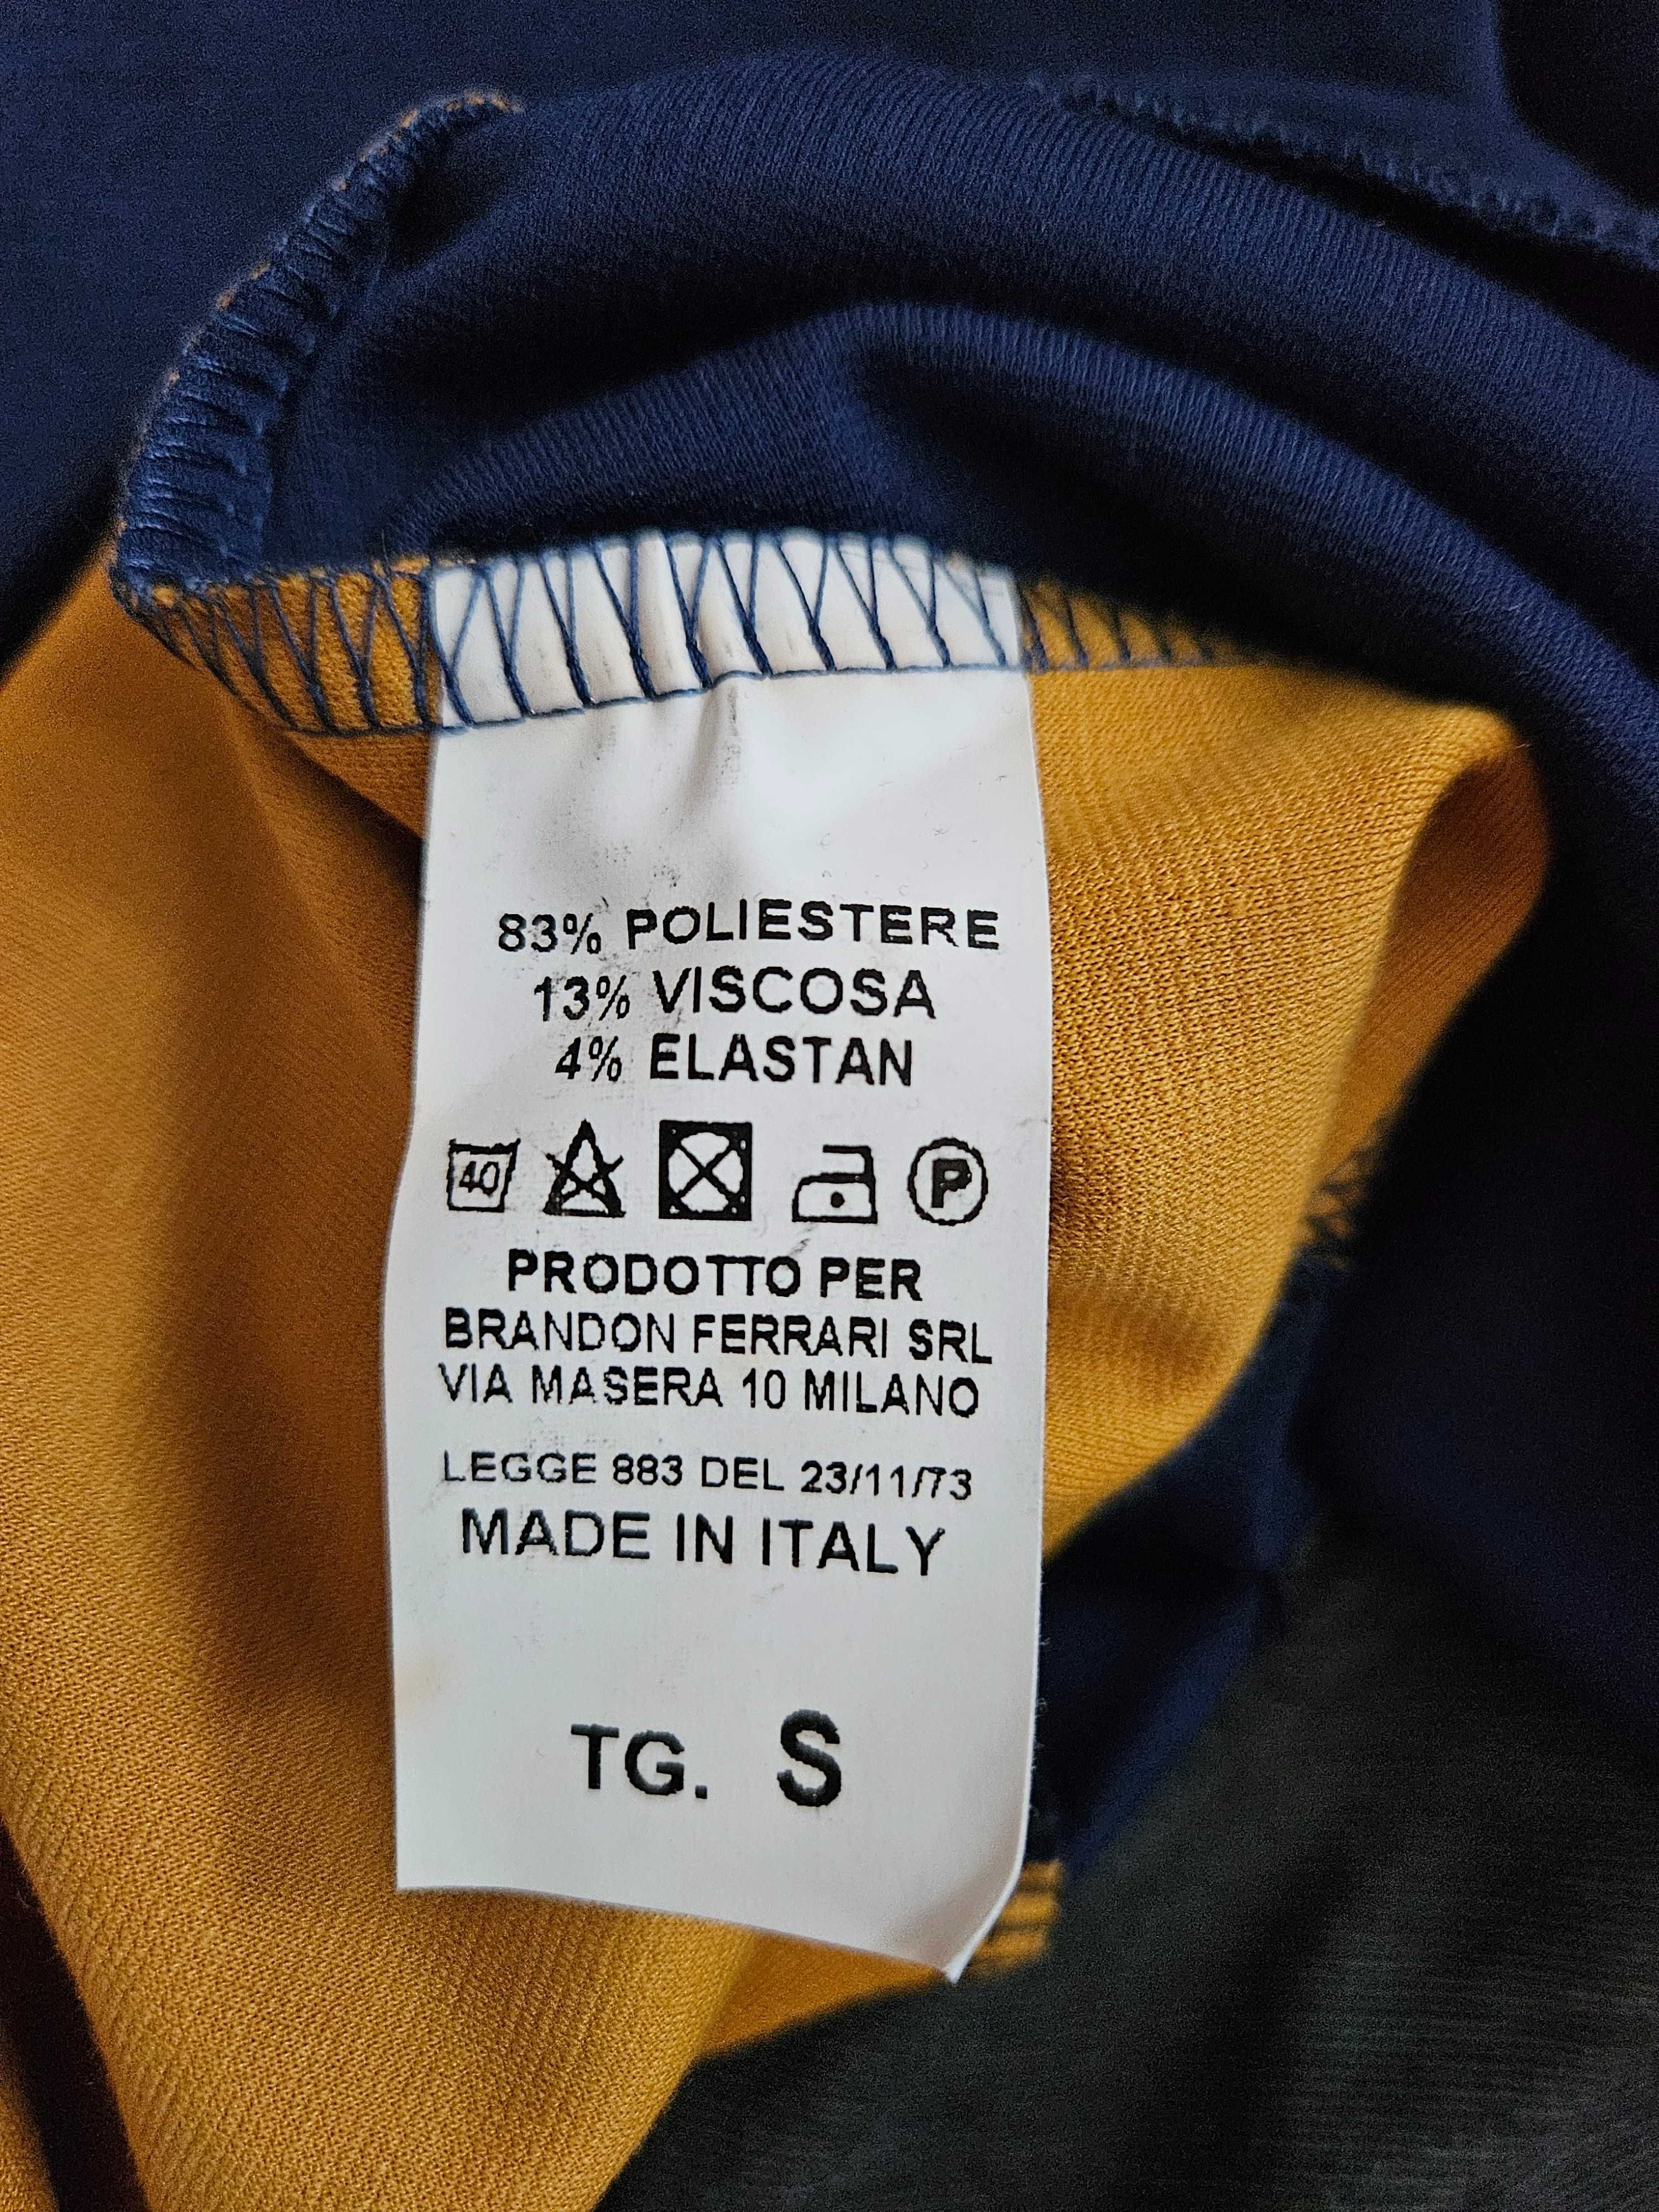 83% POLIESTERE
13% VISCOSA
4% ELASTAN
40 P
PRODOTTO PER
BRANDON FERRARI SRL
VIA MASERA 10 MILANO
LEGGE 883 DEL 23/11/73
MADE IN ITALY
TG. S